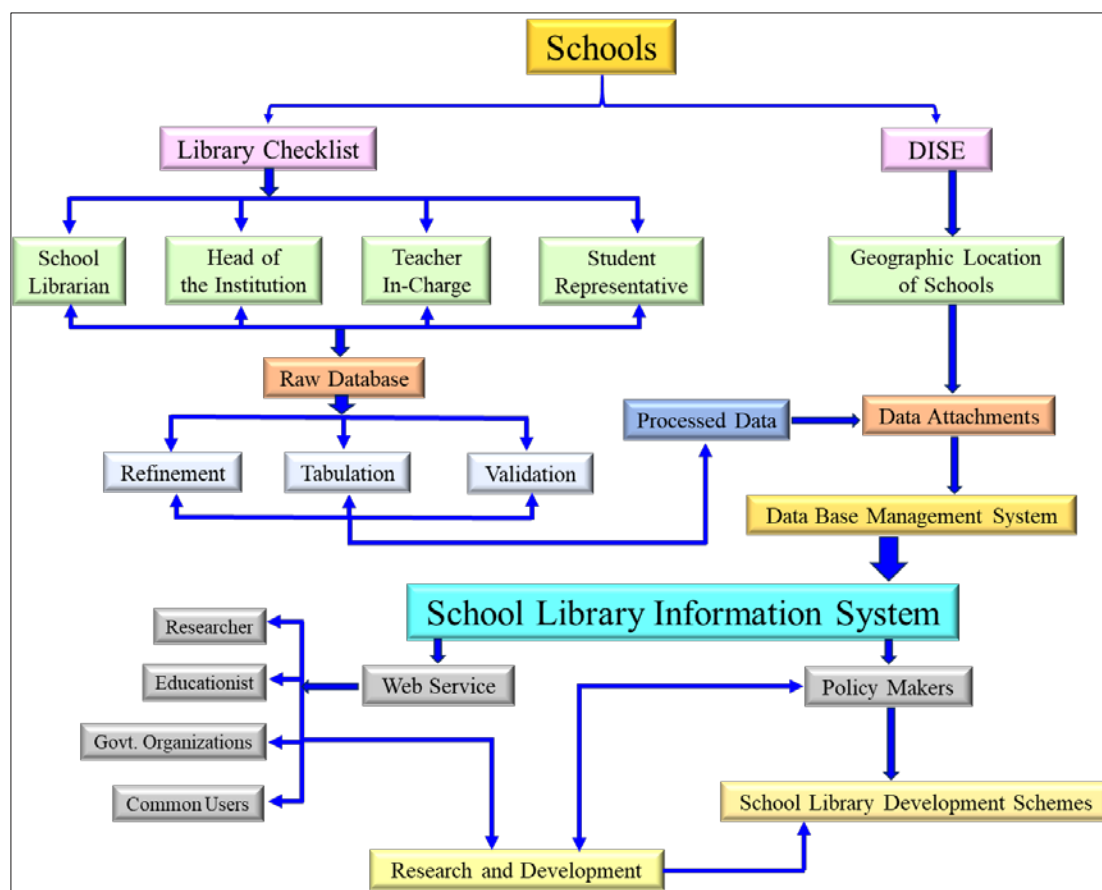 Schools
Library Checklist
DISE
School
Librarian
Head of
the Institution
Teacher
In-Charge
Student
Representative
Geographic Location
of Schools
Raw Database
Processed Data
Data Attachments
Refinement
Tabulation
Validation
Data Base Management System
School Library Information System
Researcher
Educationist
Govt. Organizations
Common Users
Web Service
Policy Makers
School Library Development Schemes
Research and Development